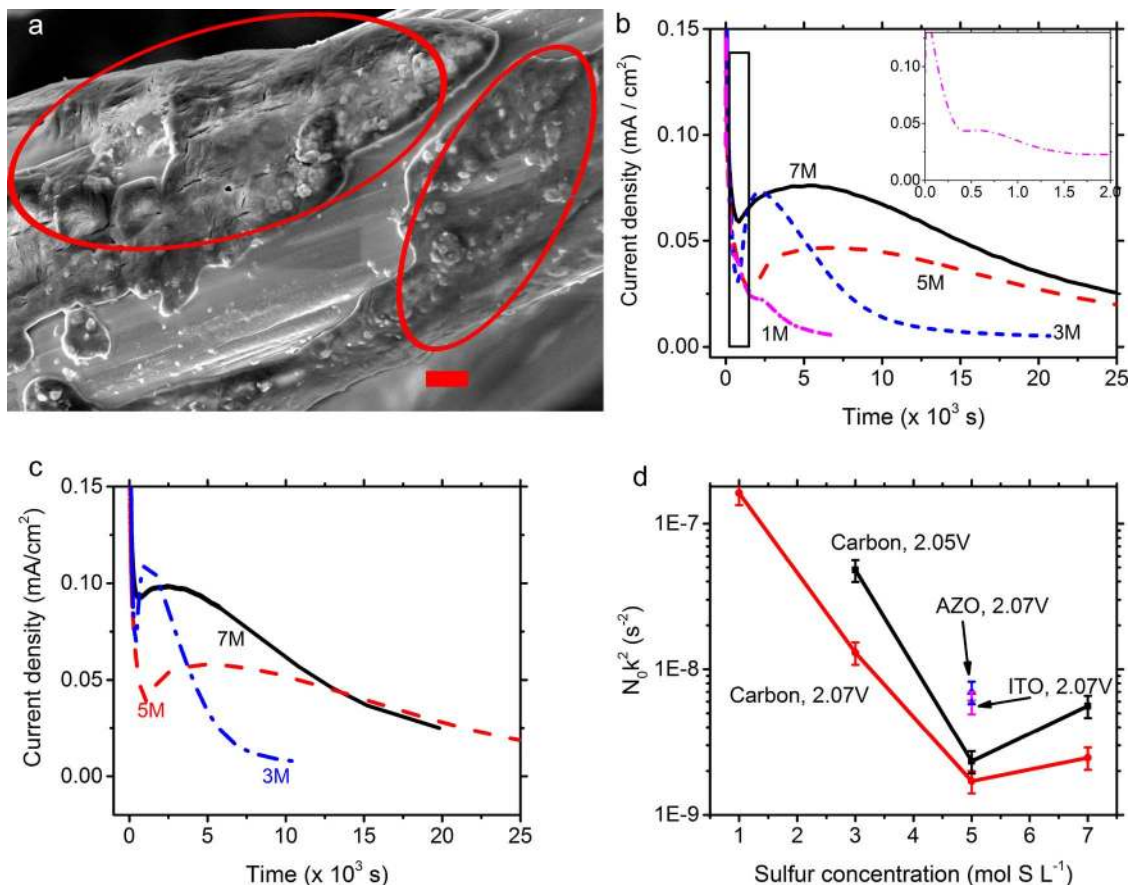 a
b
0.15
0.10
0.05
0.00
Current density (mA / cm²)
0 5 10 15 20 25
Time (x 10³ s)
7M
5M
3M
1M
0.10
0.05
0.00
0.0 0.5 1.0 1.5 2.0
c
0.15
0.10
0.05
0.00
Current density (mA/cm²)
0 5 10 15 20 25
Time (x 10³ s)
7M
5M
3M
d
1E-7
1E-8
1E-9
N₀k² (s⁻²)
Carbon, 2.05V
AZO, 2.07V
ITO, 2.07V
Carbon, 2.07V
1 2 3 4 5 6 7
Sulfur concentration (mol S L⁻¹)